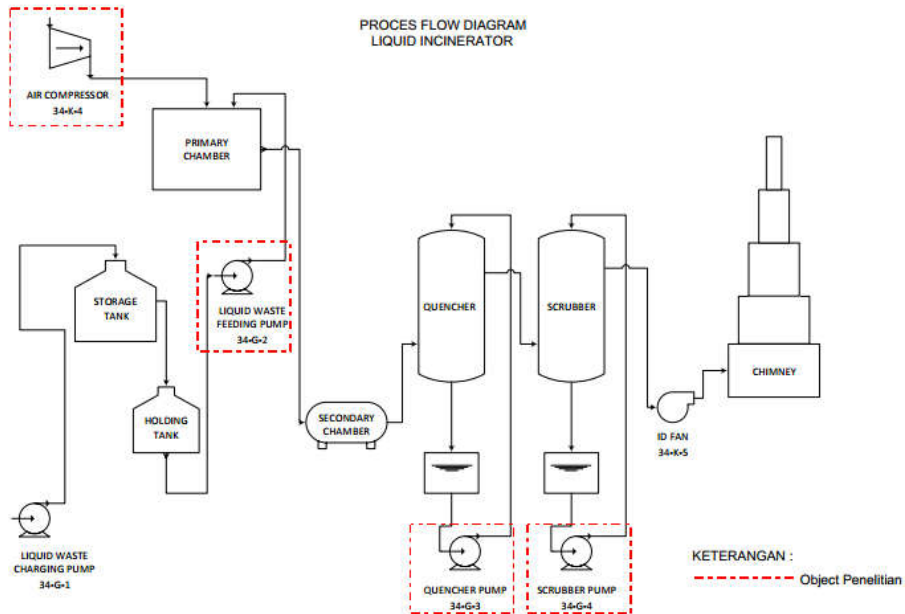 PROCES FLOW DIAGRAM
LIQUID INCINERATOR
AIR COMPRESSOR
34-K-4
PRIMARY
CHAMBER
STORAGE
TANK
LIQUID WASTE
FEEDING PUMP
34-G-2
HOLDING
TANK
LIQUID WASTE
CHARGING PUMP
34-G-1
SECONDARY
CHAMBER
QUENCHER
SCRUBBER
QUENCHER PUMP
34-G-3
SCRUBBER PUMP
34-G-4
ID FAN
34-K-5
CHIMNEY
KETERANGAN :
Object Penelitian